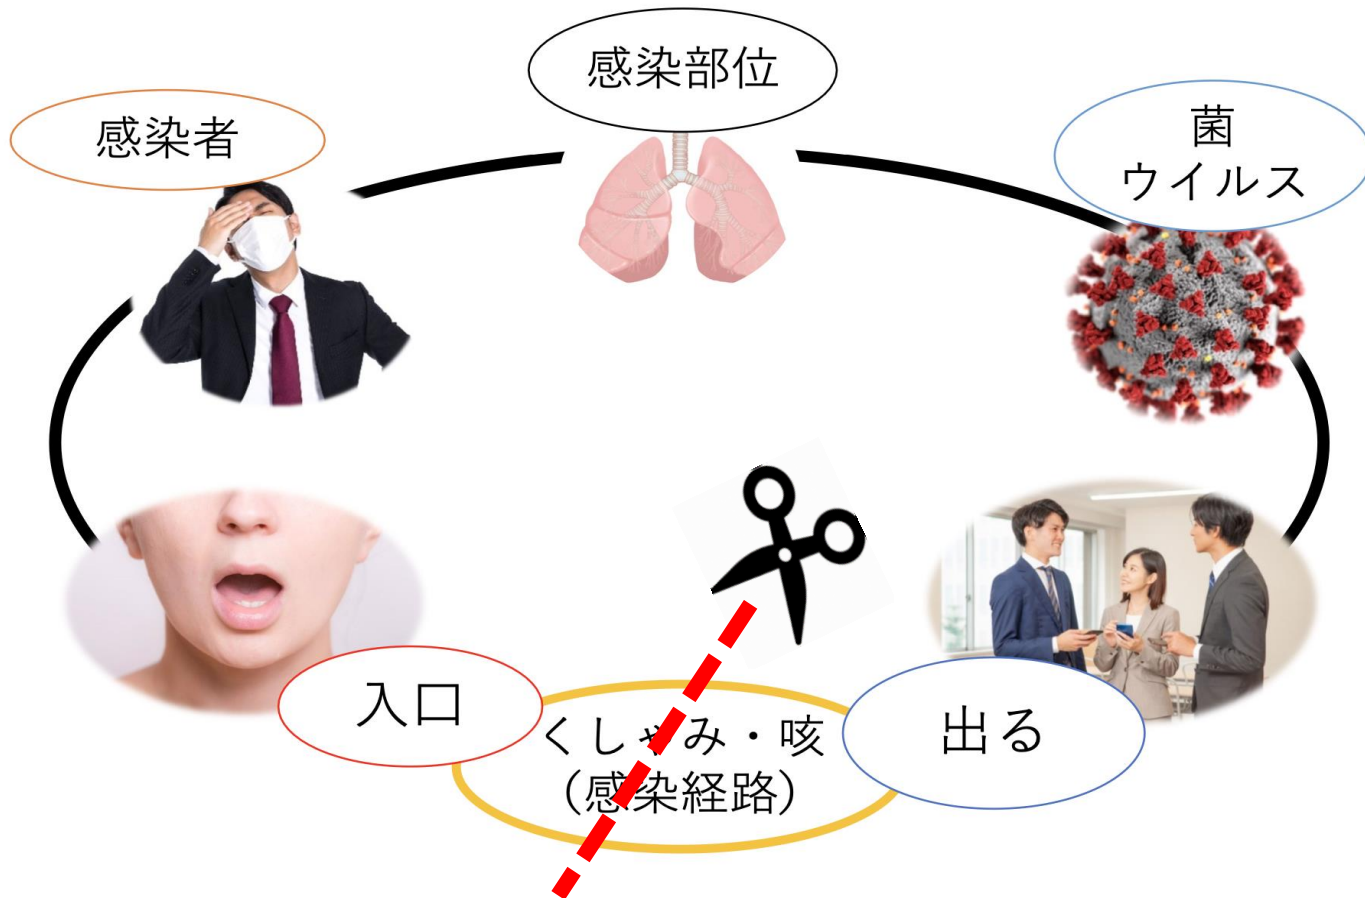 感染部位
感染者
菌
ウイルス
入口
くしゃみ・咳
(感染経路)
出る